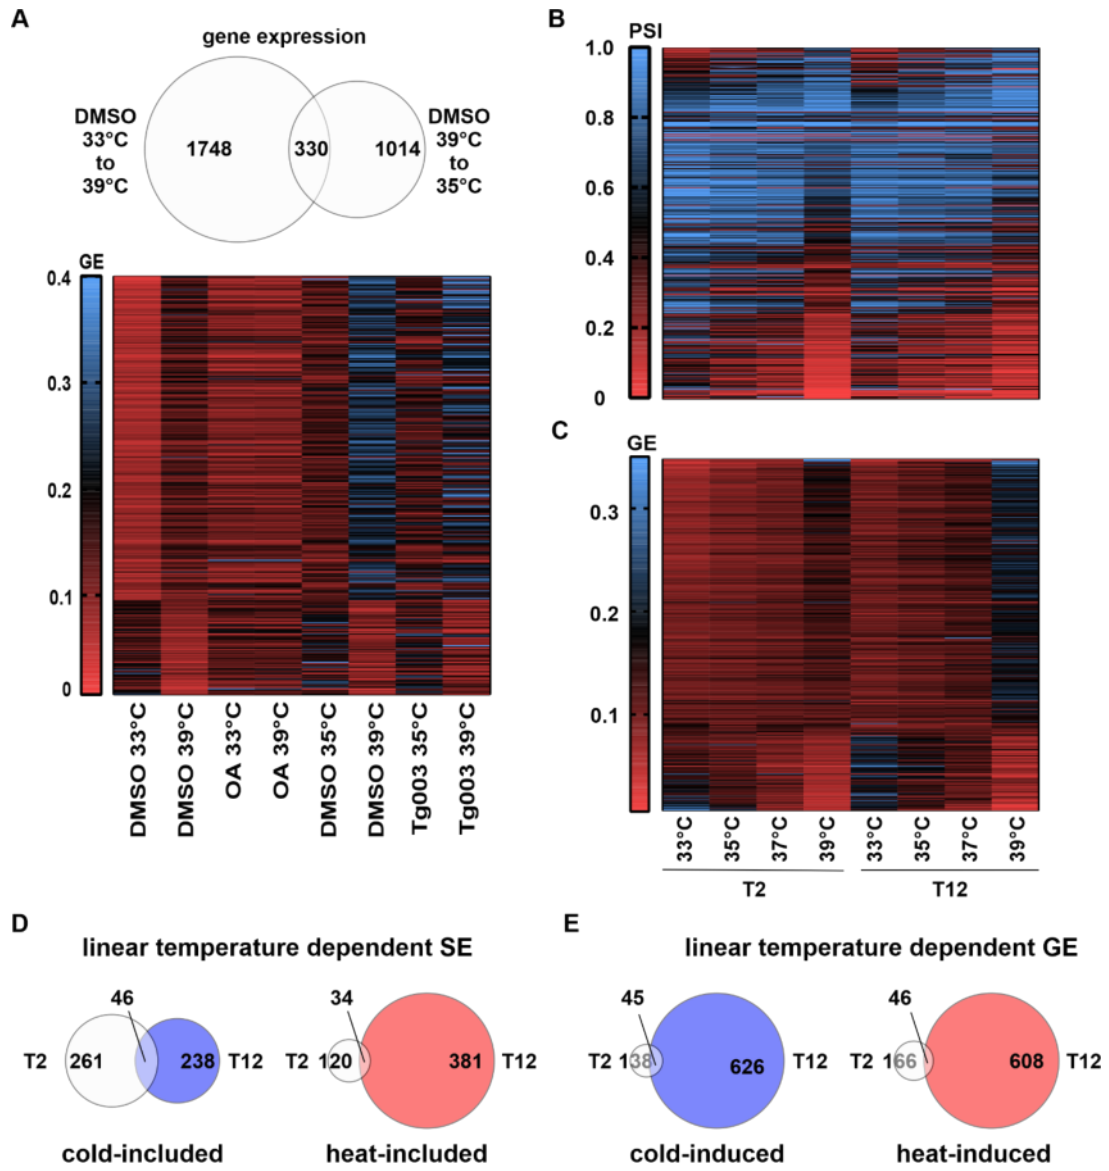 A
gene expression
DMSO
33°C
to
39°C
1748
330
1014
DMSO
39°C
to
35°C
GE
0.4
0.3
0.2
0.1
0
DMSO 33°C
DMSO 39°C
OA 33°C
OA 39°C
DMSO 35°C
DMSO 39°C
Tg003 35°C
Tg003 39°C
B
PSI
1.0
0.8
0.6
0.4
0.2
0
C
GE
0.3
0.2
0.1
33°C
35°C
37°C
39°C
33°C
35°C
37°C
39°C
T2
T12
D
linear temperature dependent SE
46
T2 261
238 T12
cold-included
34
T2 120
381 T12
heat-included
E
linear temperature dependent GE
45
T2 138
626 T12
cold-induced
46
T2 166
608 T12
heat-induced